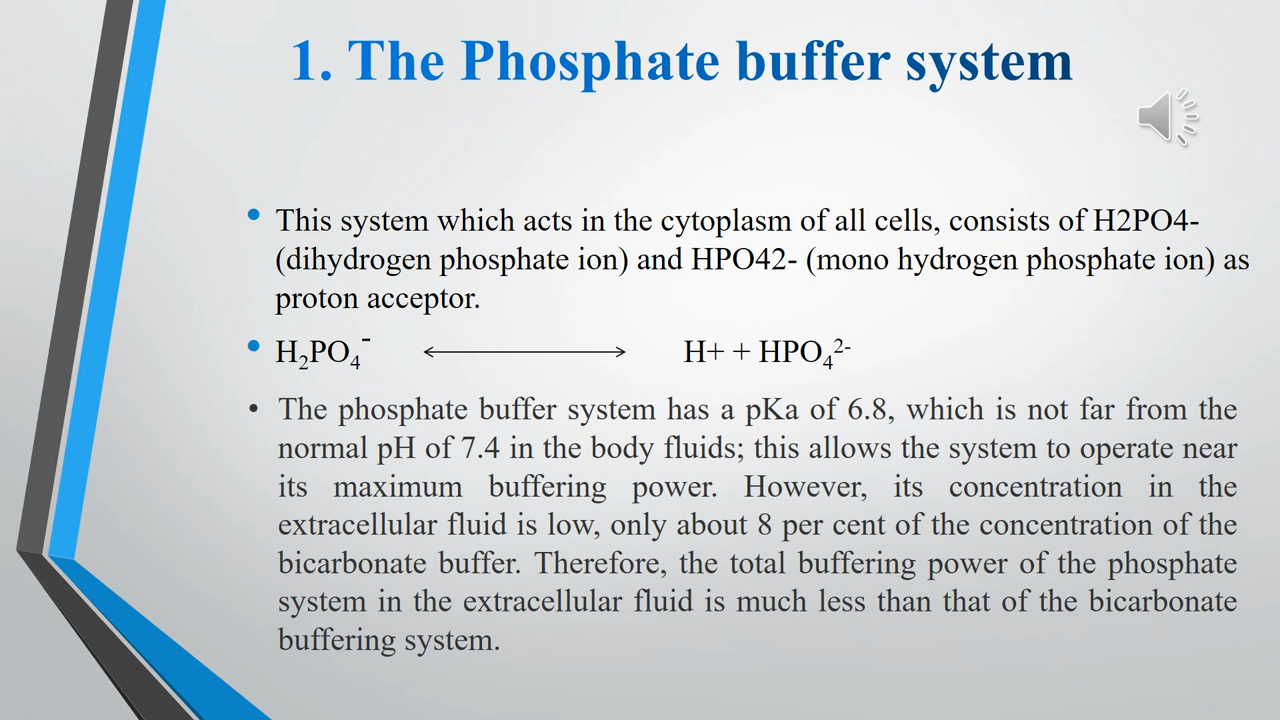 1. The Phosphate buffer system
• This system which acts in the cytoplasm of all cells, consists of H2PO4-
(dihydrogen phosphate ion) and HPO42- (mono hydrogen phosphate ion) as
proton acceptor.
• H₂PO₄⁻ ⟷ H+ + HPO₄²⁻
• The phosphate buffer system has a pKa of 6.8, which is not far from the
normal pH of 7.4 in the body fluids; this allows the system to operate near
its maximum buffering power. However, its concentration in the
extracellular fluid is low, only about 8 per cent of the concentration of the
bicarbonate buffer. Therefore, the total buffering power of the phosphate
system in the extracellular fluid is much less than that of the bicarbonate
buffering system.